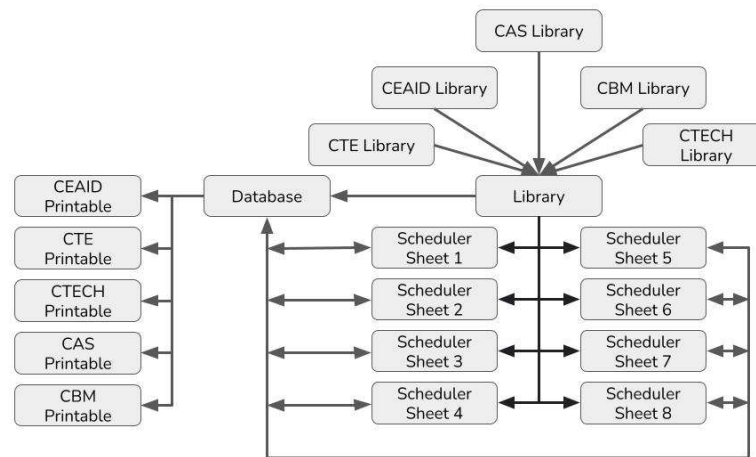 CAS Library
CEAID Library
CBM Library
CTE Library
CTECH
Library
CEAID
Printable
Database
Library
CTE
Printable
Scheduler
Sheet 1
Scheduler
Sheet 5
CTECH
Printable
Scheduler
Sheet 2
Scheduler
Sheet 6
CAS
Printable
Scheduler
Sheet 3
Scheduler
Sheet 7
CBM
Printable
Scheduler
Sheet 4
Scheduler
Sheet 8